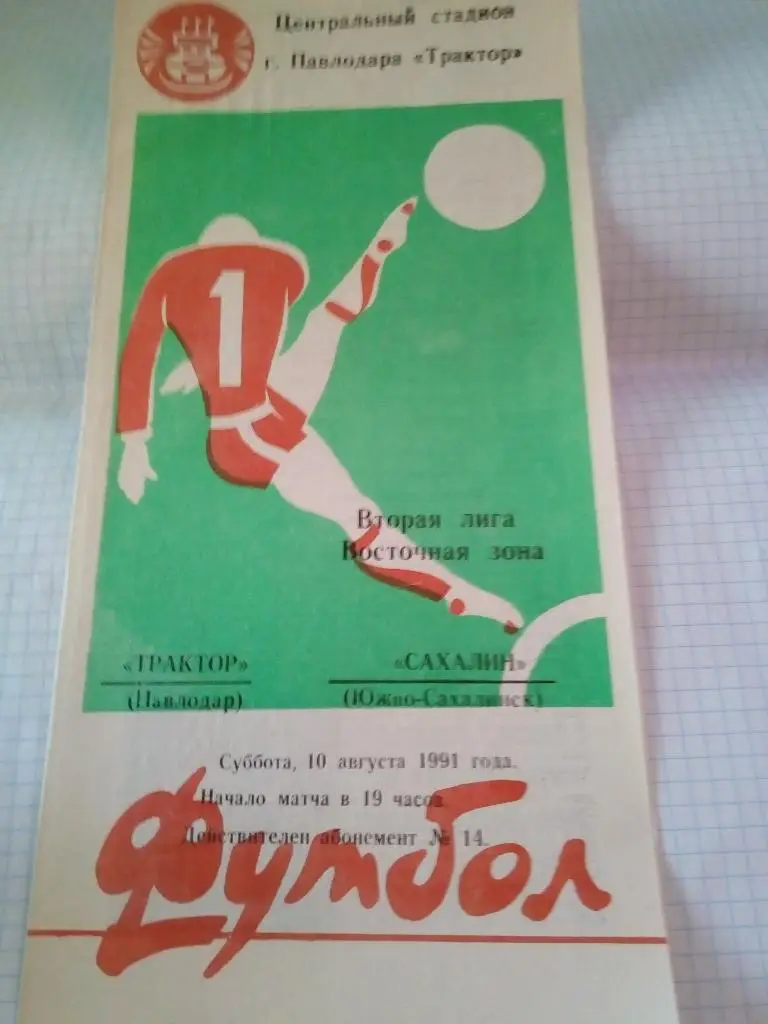 Центральный стадион
г. Павлодара «Трактор»
1
Вторая лига
Восточная зона
«ТРАКТОР» «САХАЛИН»
(Павлодар) (Южно-Сахалинск)
Суббота, 10 августа 1991 года.
Начало матча в 19 часов.
Действителен абонемент № 14.
Футбол